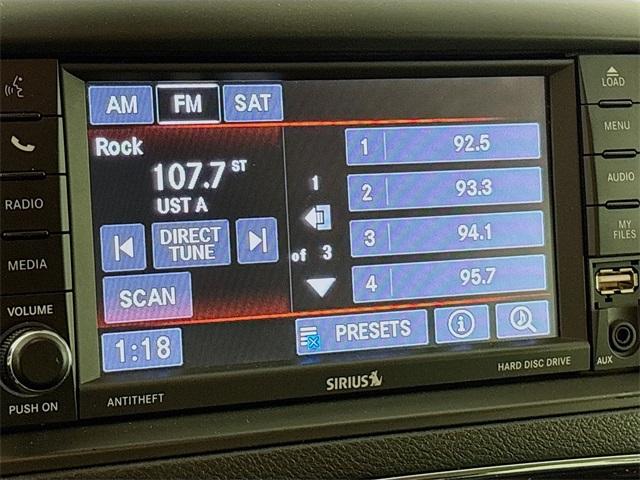 AM FM SAT
Rock
107.7 ST
UST A
DIRECT TUNE
SCAN
1:18
1
of 3
1 92.5
2 93.3
3 94.1
4 95.7
PRESETS
SIRIUS
HARD DISC DRIVE
ANTITHEFT
RADIO
MEDIA
VOLUME
PUSH ON
LOAD
MENU
AUDIO
MY FILES
AUX